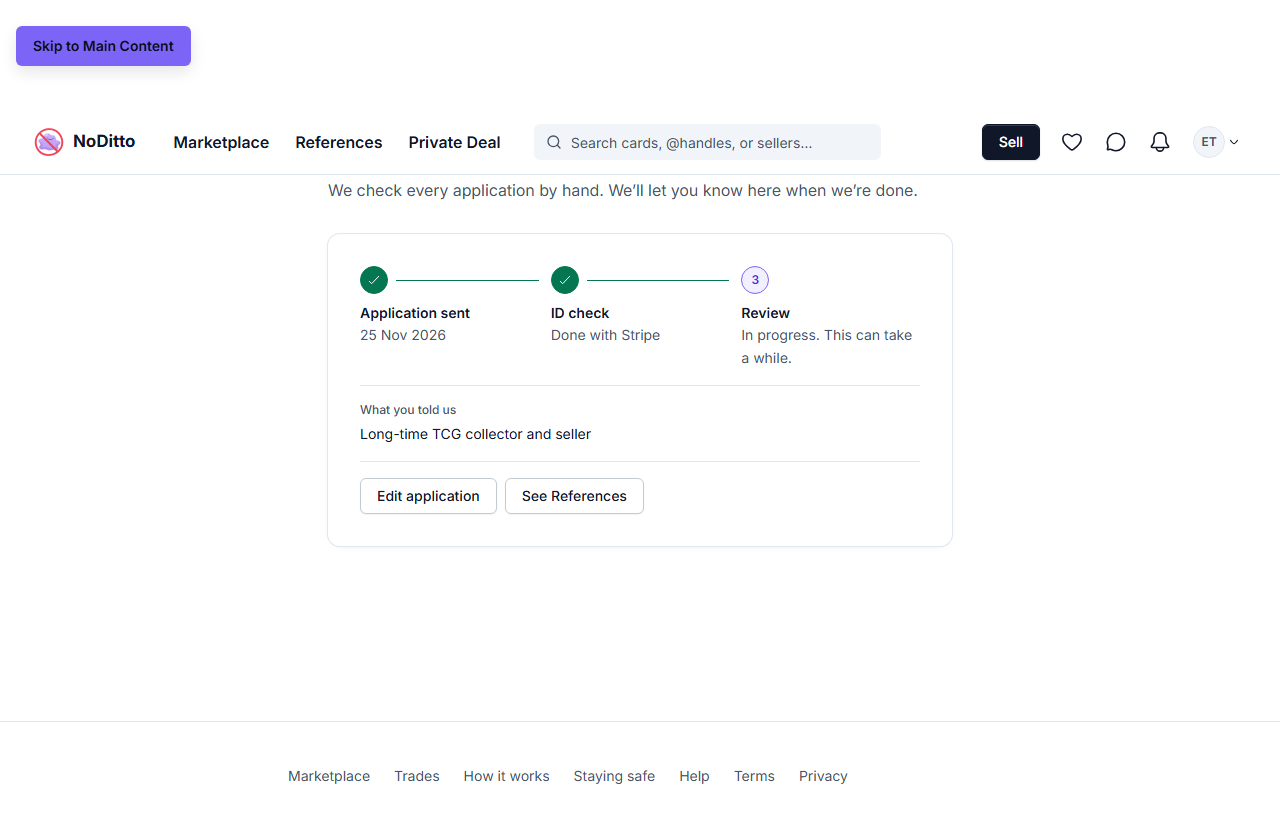 Skip to Main Content
NoDitto
Marketplace
References
Private Deal
Search cards, @handles, or sellers...
Sell
ET
We check every application by hand. We’ll let you know here when we’re done.
3
Application sent
25 Nov 2026
ID check
Done with Stripe
Review
In progress. This can take
a while.
What you told us
Long-time TCG collector and seller
Edit application
See References
Marketplace
Trades
How it works
Staying safe
Help
Terms
Privacy